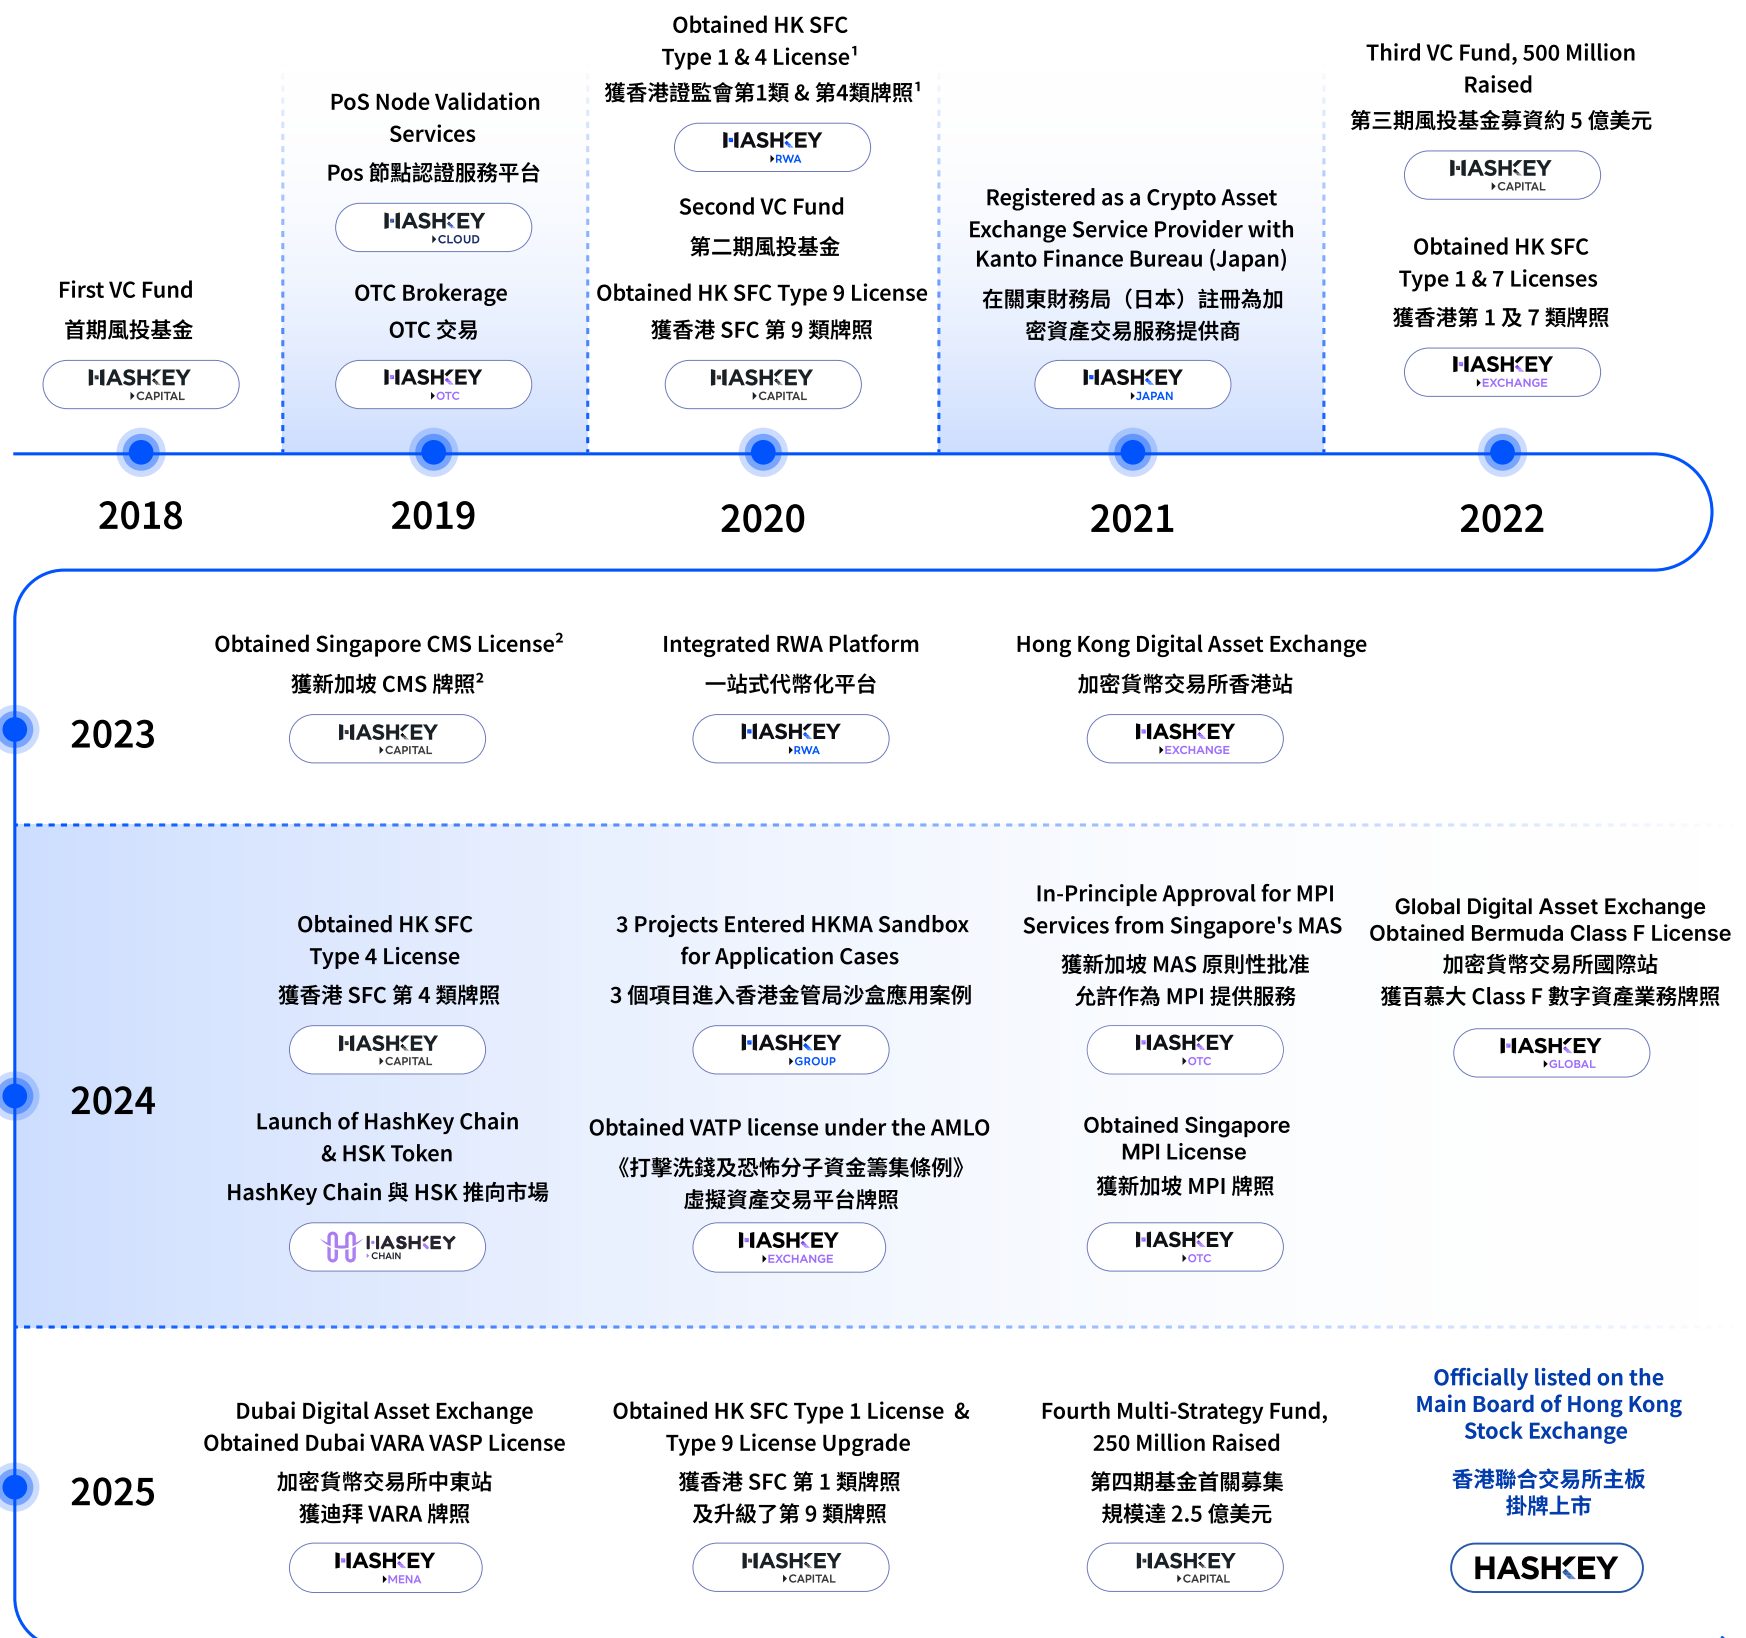 First VC Fund
首期風投基金
HASHKEY
CAPITAL
2018
PoS Node Validation
Services
Pos 節點認證服務平台
HASHKEY
CLOUD
OTC Brokerage
OTC 交易
HASHKEY
OTC
2019
Obtained HK SFC
Type 1 & 4 License¹
獲香港證監會第1類 & 第4類牌照¹
HASHKEY
RWA
Second VC Fund
第二期風投基金
Obtained HK SFC Type 9 License
獲香港 SFC 第 9 類牌照
HASHKEY
CAPITAL
2020
Registered as a Crypto Asset
Exchange Service Provider with
Kanto Finance Bureau (Japan)
在關東財務局（日本）註冊為加
密資產交易服務提供商
HASHKEY
JAPAN
2021
Third VC Fund, 500 Million
Raised
第三期風投基金募資約 5 億美元
HASHKEY
CAPITAL
Obtained HK SFC
Type 1 & 7 Licenses
獲香港第 1 及 7 類牌照
HASHKEY
EXCHANGE
2022
2023
Obtained Singapore CMS License²
獲新加坡 CMS 牌照²
HASHKEY
CAPITAL
Integrated RWA Platform
一站式代幣化平台
HASHKEY
RWA
Hong Kong Digital Asset Exchange
加密貨幣交易所香港站
HASHKEY
EXCHANGE
2024
Obtained HK SFC
Type 4 License
獲香港 SFC 第 4 類牌照
HASHKEY
CAPITAL
3 Projects Entered HKMA Sandbox
for Application Cases
3 個項目進入香港金管局沙盒應用案例
HASHKEY
GROUP
In-Principle Approval for MPI
Services from Singapore's MAS
獲新加坡 MAS 原則性批准
允許作為 MPI 提供服務
HASHKEY
OTC
Global Digital Asset Exchange
Obtained Bermuda Class F License
加密貨幣交易所國際站
獲百慕大 Class F 數字資產業務牌照
HASHKEY
GLOBAL
Launch of HashKey Chain
& HSK Token
HashKey Chain 與 HSK 推向市場
HASHKEY
CHAIN
Obtained VATP license under the AMLO
《打擊洗錢及恐怖分子資金籌集條例》
虛擬資產交易平台牌照
HASHKEY
EXCHANGE
Obtained Singapore
MPI License
獲新加坡 MPI 牌照
HASHKEY
OTC
2025
Dubai Digital Asset Exchange
Obtained Dubai VARA VASP License
加密貨幣交易所中東站
獲迪拜 VARA 牌照
HASHKEY
MENA
Obtained HK SFC Type 1 License &
Type 9 License Upgrade
獲香港 SFC 第 1 類牌照
及升級了第 9 類牌照
HASHKEY
CAPITAL
Fourth Multi-Strategy Fund,
250 Million Raised
第四期基金首關募集
規模達 2.5 億美元
HASHKEY
CAPITAL
Officially listed on the
Main Board of Hong Kong
Stock Exchange
香港聯合交易所主板
掛牌上市
HASHKEY